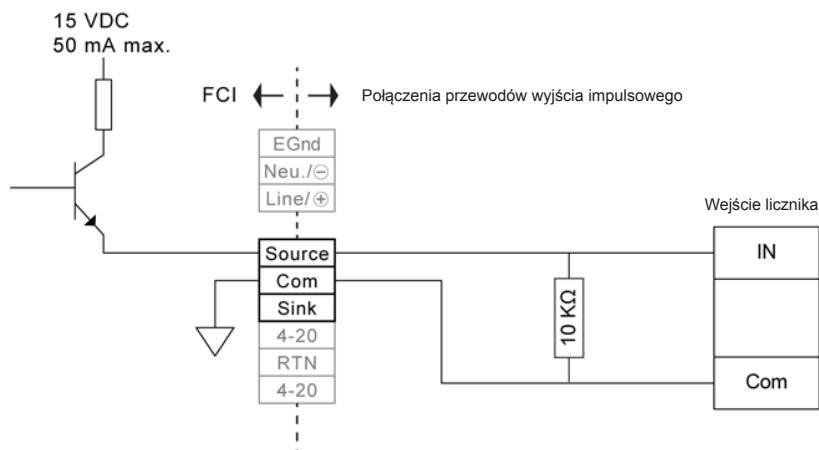 15 VDC
50 mA max.
FCI
Połączenia przewodów wyjścia impulsowego
EGnd
Neu./⊖
Line/⊕
Wejście licznika
Source
Com
Sink
4-20
RTN
4-20
10 KΩ
IN
Com